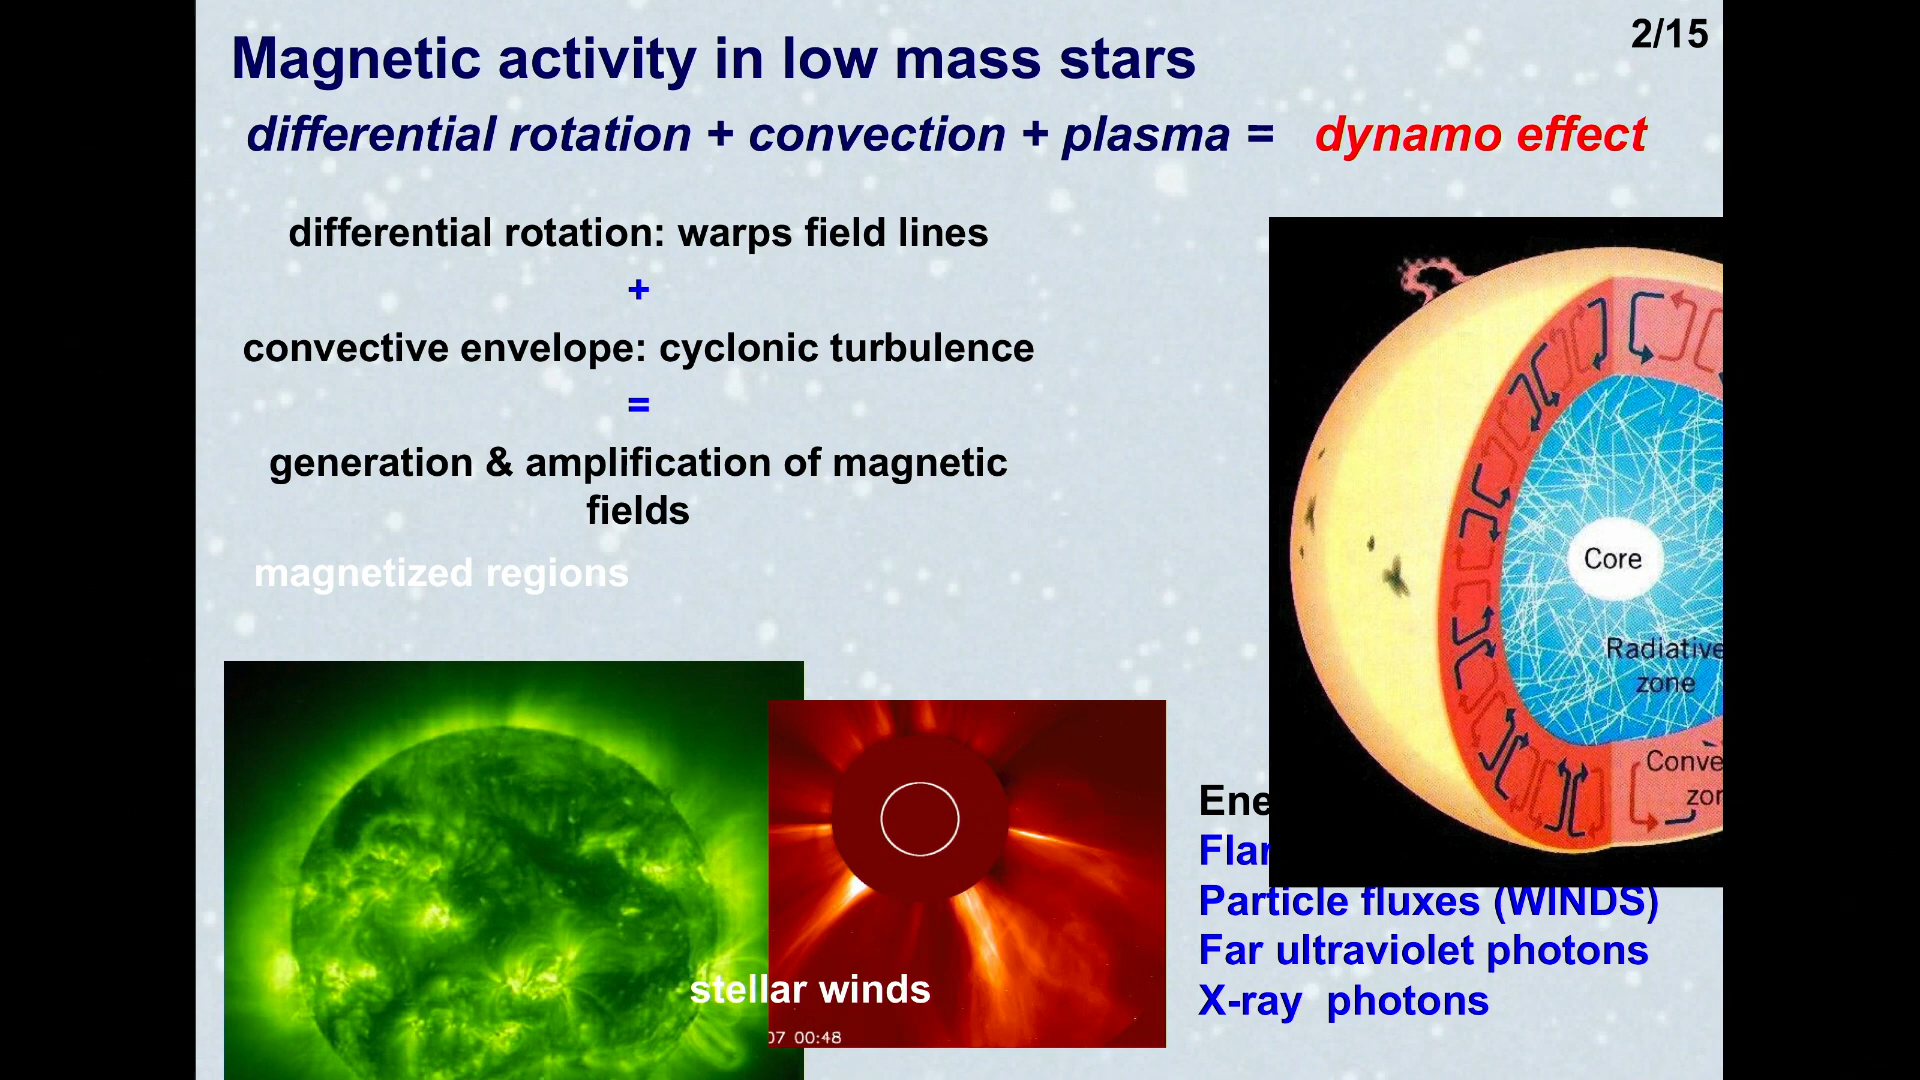 2/15
Magnetic activity in low mass stars
differential rotation + convection + plasma = dynamo effect
differential rotation: warps field lines
+
convective envelope: cyclonic turbulence
=
generation & amplification of magnetic
fields
magnetized regions
Core
Radiative
zone
Conve
zor
stellar winds
07 00:48
Ene
Flar
Particle fluxes (WINDS)
Far ultraviolet photons
X-ray photons